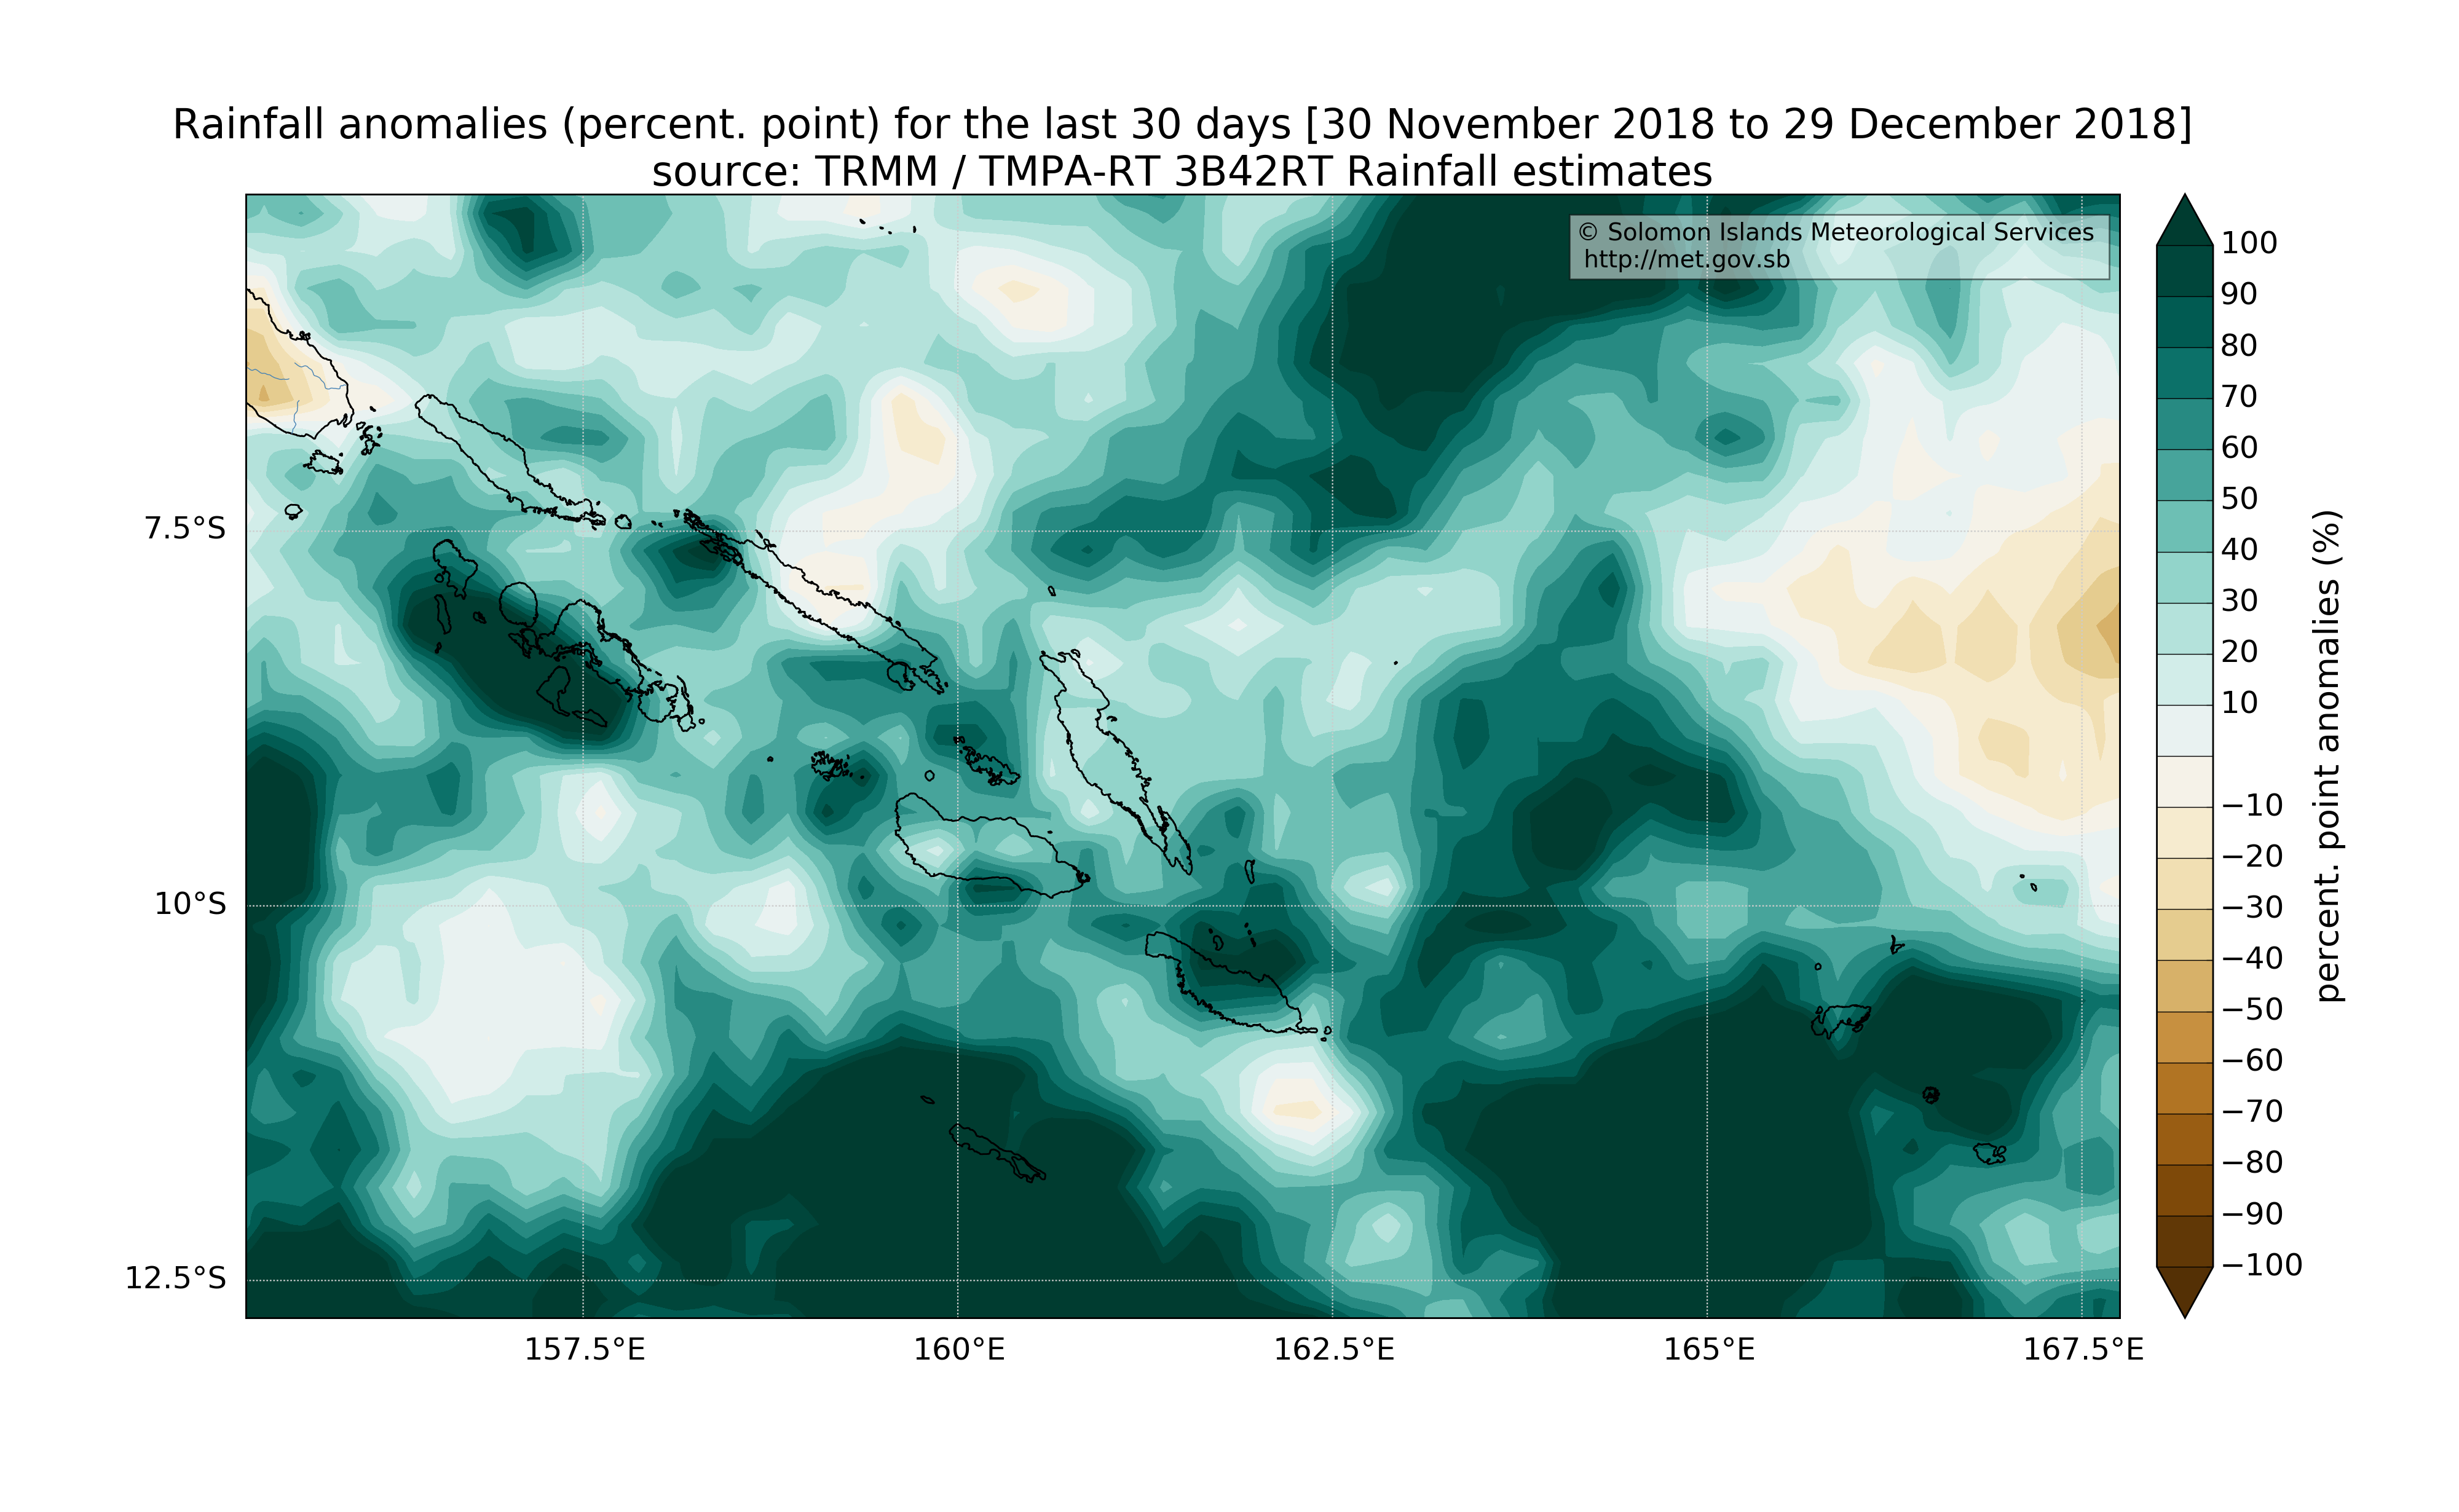 Rainfall anomalies (percent. point) for the last 30 days [30 November 2018 to 29 December 2018]
source: TRMM / TMPA-RT 3B42RT Rainfall estimates
© Solomon Islands Meteorological Services
http://met.gov.sb
7.5°S
10°S
12.5°S
157.5°E
160°E
162.5°E
165°E
167.5°E
100
90
80
70
60
50
40
30
20
10
−10
−20
−30
−40
−50
−60
−70
−80
−90
−100
percent. point anomalies (%)